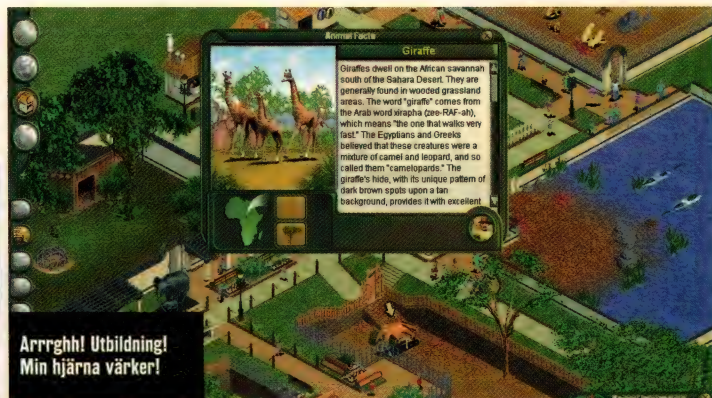 Animal Facts
Giraffe
Giraffes dwell on the African savannah
south of the Sahara Desert. They are
generally found in wooded grassland
areas. The word "giraffe" comes from
the Arab word xirapha (zee-RAF-ah),
which means "the one that walks very
fast." The Egyptians and Greeks
believed that these creatures were a
mixture of camel and leopard, and so
called them "camelopards." The
giraffe's hide, with its unique pattern of
dark brown spots upon a tan
background, provides it with excellent
Arrrghh! Utbildning!
Min hjärna värker!